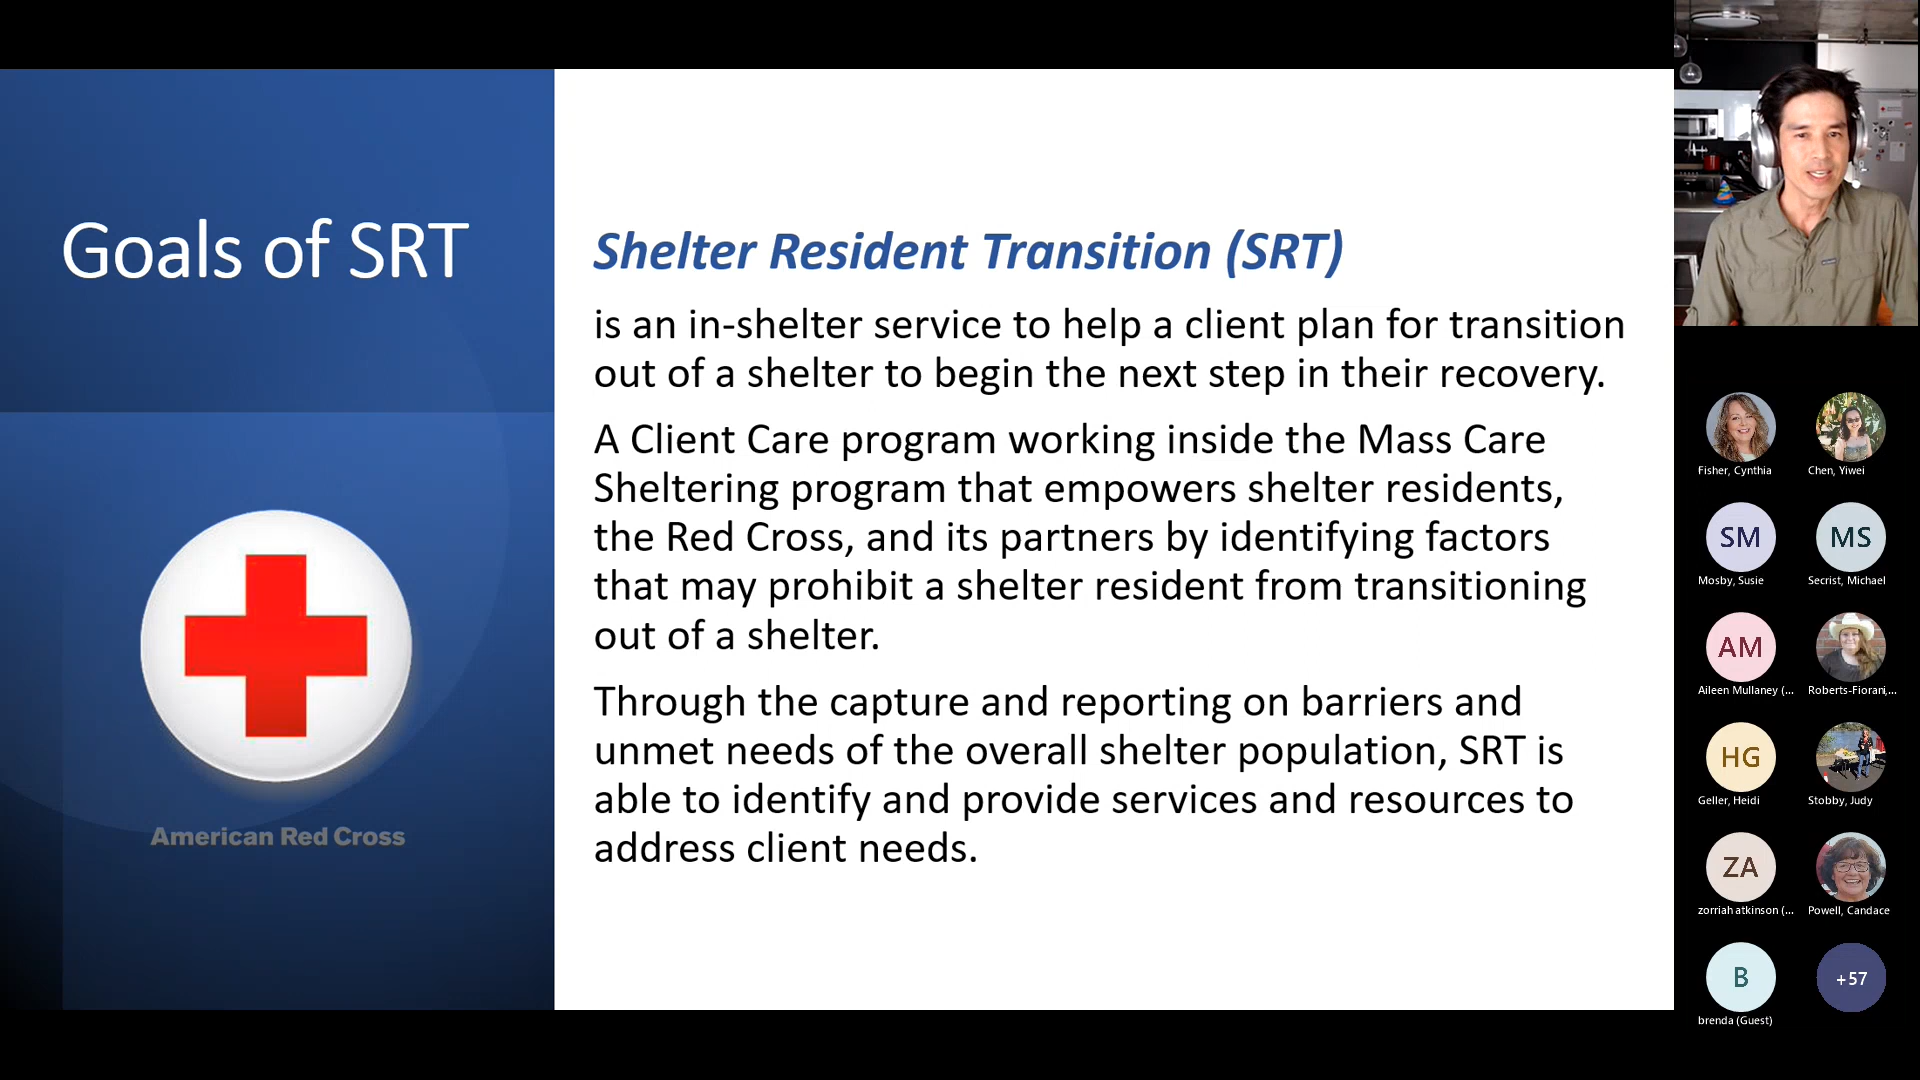 Goals of SRT
American Red Cross
Shelter Resident Transition (SRT)
is an in-shelter service to help a client plan for transition
out of a shelter to begin the next step in their recovery.
A Client Care program working inside the Mass Care
Sheltering program that empowers shelter residents,
the Red Cross, and its partners by identifying factors
that may prohibit a shelter resident from transitioning
out of a shelter.
Through the capture and reporting on barriers and
unmet needs of the overall shelter population, SRT is
able to identify and provide services and resources to
address client needs.
Fisher, Cynthia
Chen, Yiwei
SM
Mosby, Susie
MS
Secrist, Michael
AM
Aileen Mullaney (...
Roberts-Fiorani,...
HG
Geller, Heidi
Stobby, Judy
ZA
zorriah atkinson (...
Powell, Candace
B
brenda (Guest)
+57